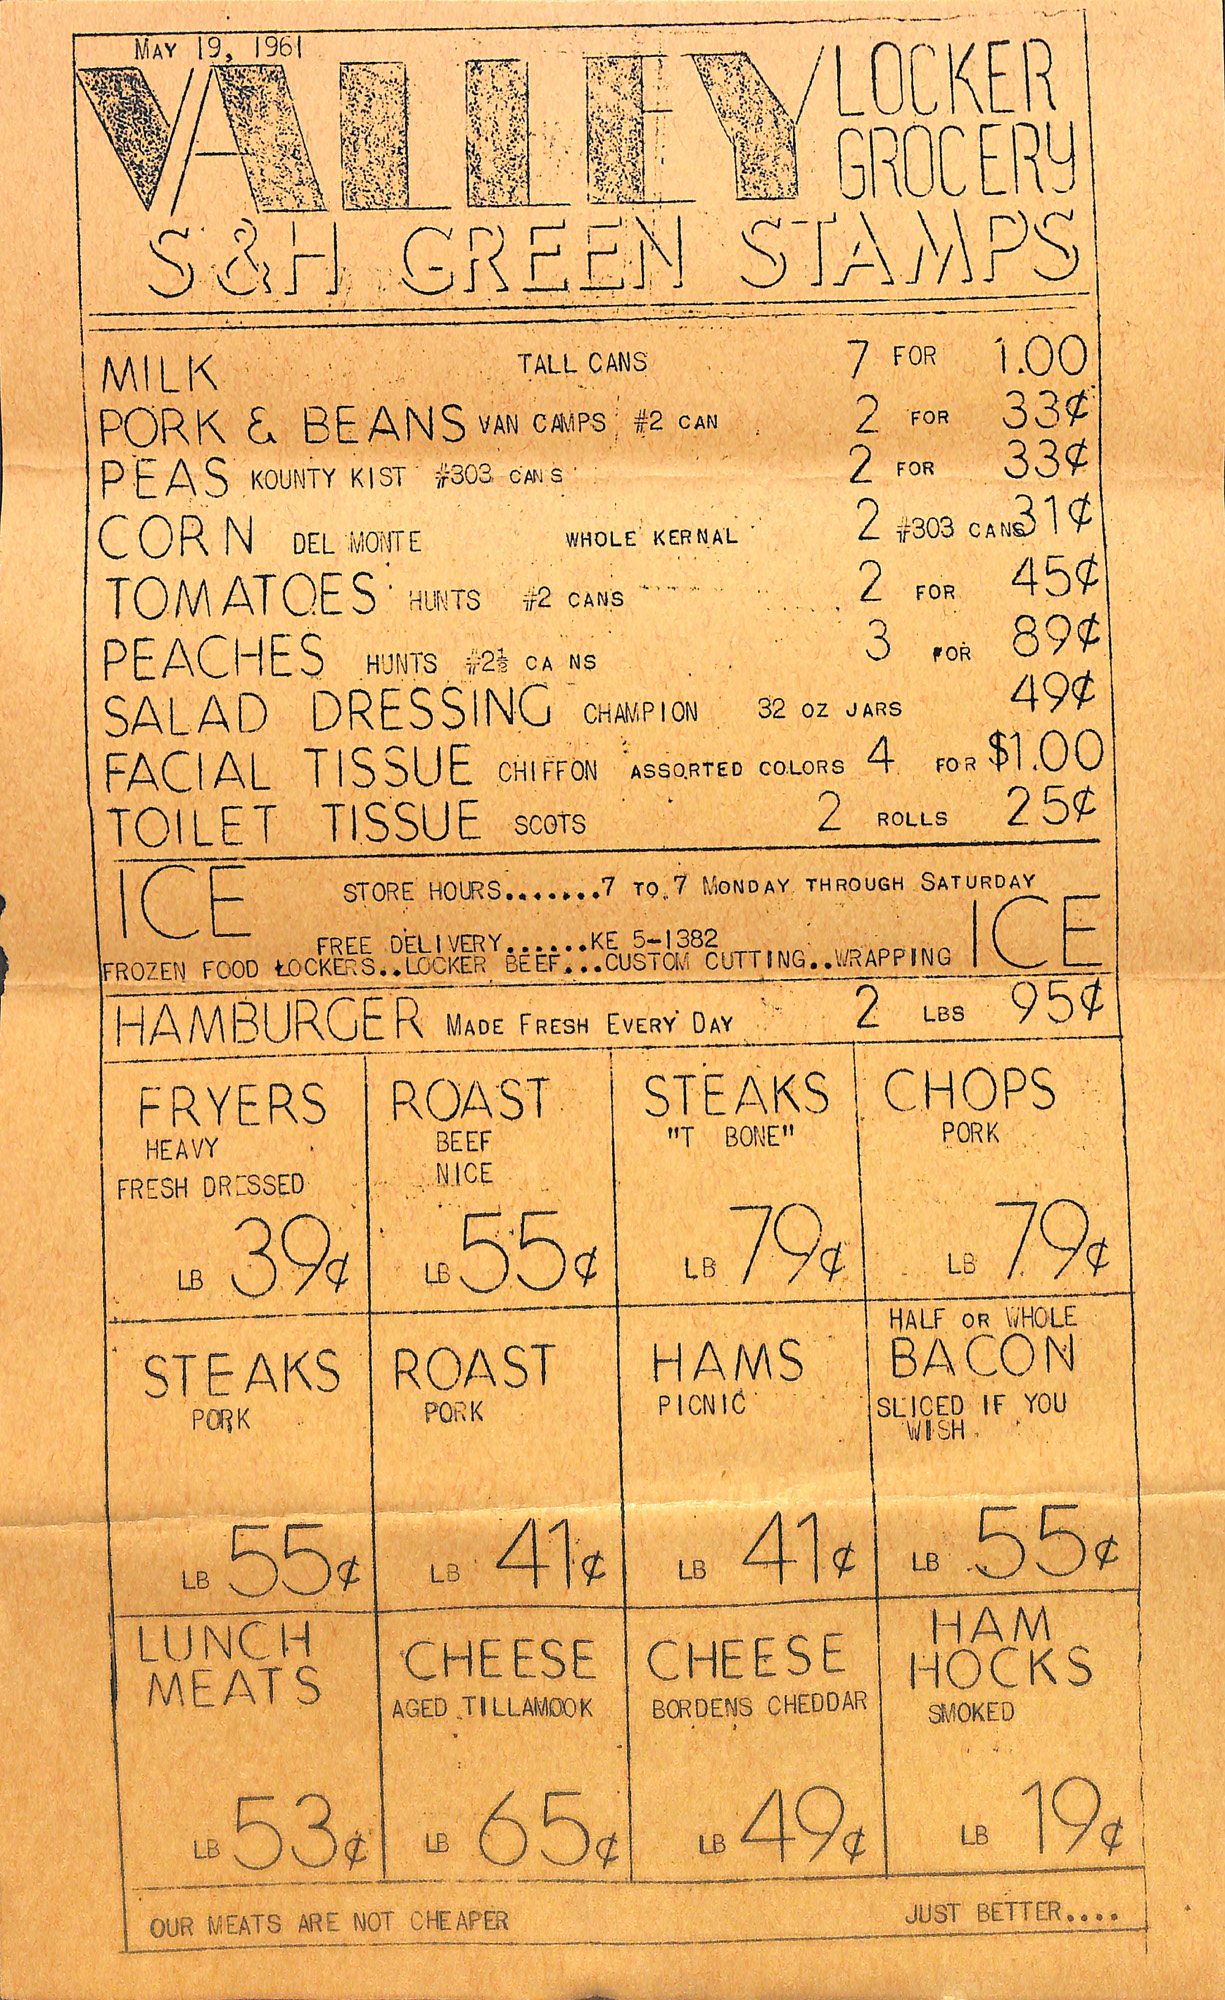 MAY 19, 1961
VALLEY LOCKER GROCERY
S&H GREEN STAMPS
MILK TALL CANS 7 FOR 1.00
PORK & BEANS VAN CAMPS #2 CAN 2 FOR 33¢
PEAS KOUNTY KIST #303 CANS 2 FOR 33¢
CORN DEL MONTE WHOLE KERNAL 2 #303 CANS 31¢
TOMATOES HUNTS #2 CANS 2 FOR 45¢
PEACHES HUNTS #2½ CANS 3 FOR 89¢
SALAD DRESSING CHAMPION 32 OZ JARS 49¢
FACIAL TISSUE CHIFFON ASSORTED COLORS 4 FOR $1.00
TOILET TISSUE SCOTS 2 ROLLS 25¢
ICE STORE HOURS.......7 TO 7 MONDAY THROUGH SATURDAY
FREE DELIVERY......KE 5-1382 ICE
FROZEN FOOD LOCKERS..LOCKER BEEF...CUSTOM CUTTING..WRAPPING
HAMBURGER MADE FRESH EVERY DAY 2 LBS 95¢
FRYERS
HEAVY
FRESH DRESSED
LB 39¢
ROAST
BEEF
NICE
LB 55¢
STEAKS
"T BONE"
LB 79¢
CHOPS
PORK
LB 79¢
STEAKS
PORK
LB 55¢
ROAST
PORK
LB 41¢
HAMS
PICNIC
LB 41¢
HALF OR WHOLE
BACON
SLICED IF YOU
WISH.
LB 55¢
LUNCH
MEATS
LB 53¢
CHEESE
AGED TILLAMOOK
LB 65¢
CHEESE
BORDENS CHEDDAR
LB 49¢
HAM
HOCKS
SMOKED
LB 19¢
OUR MEATS ARE NOT CHEAPER JUST BETTER....